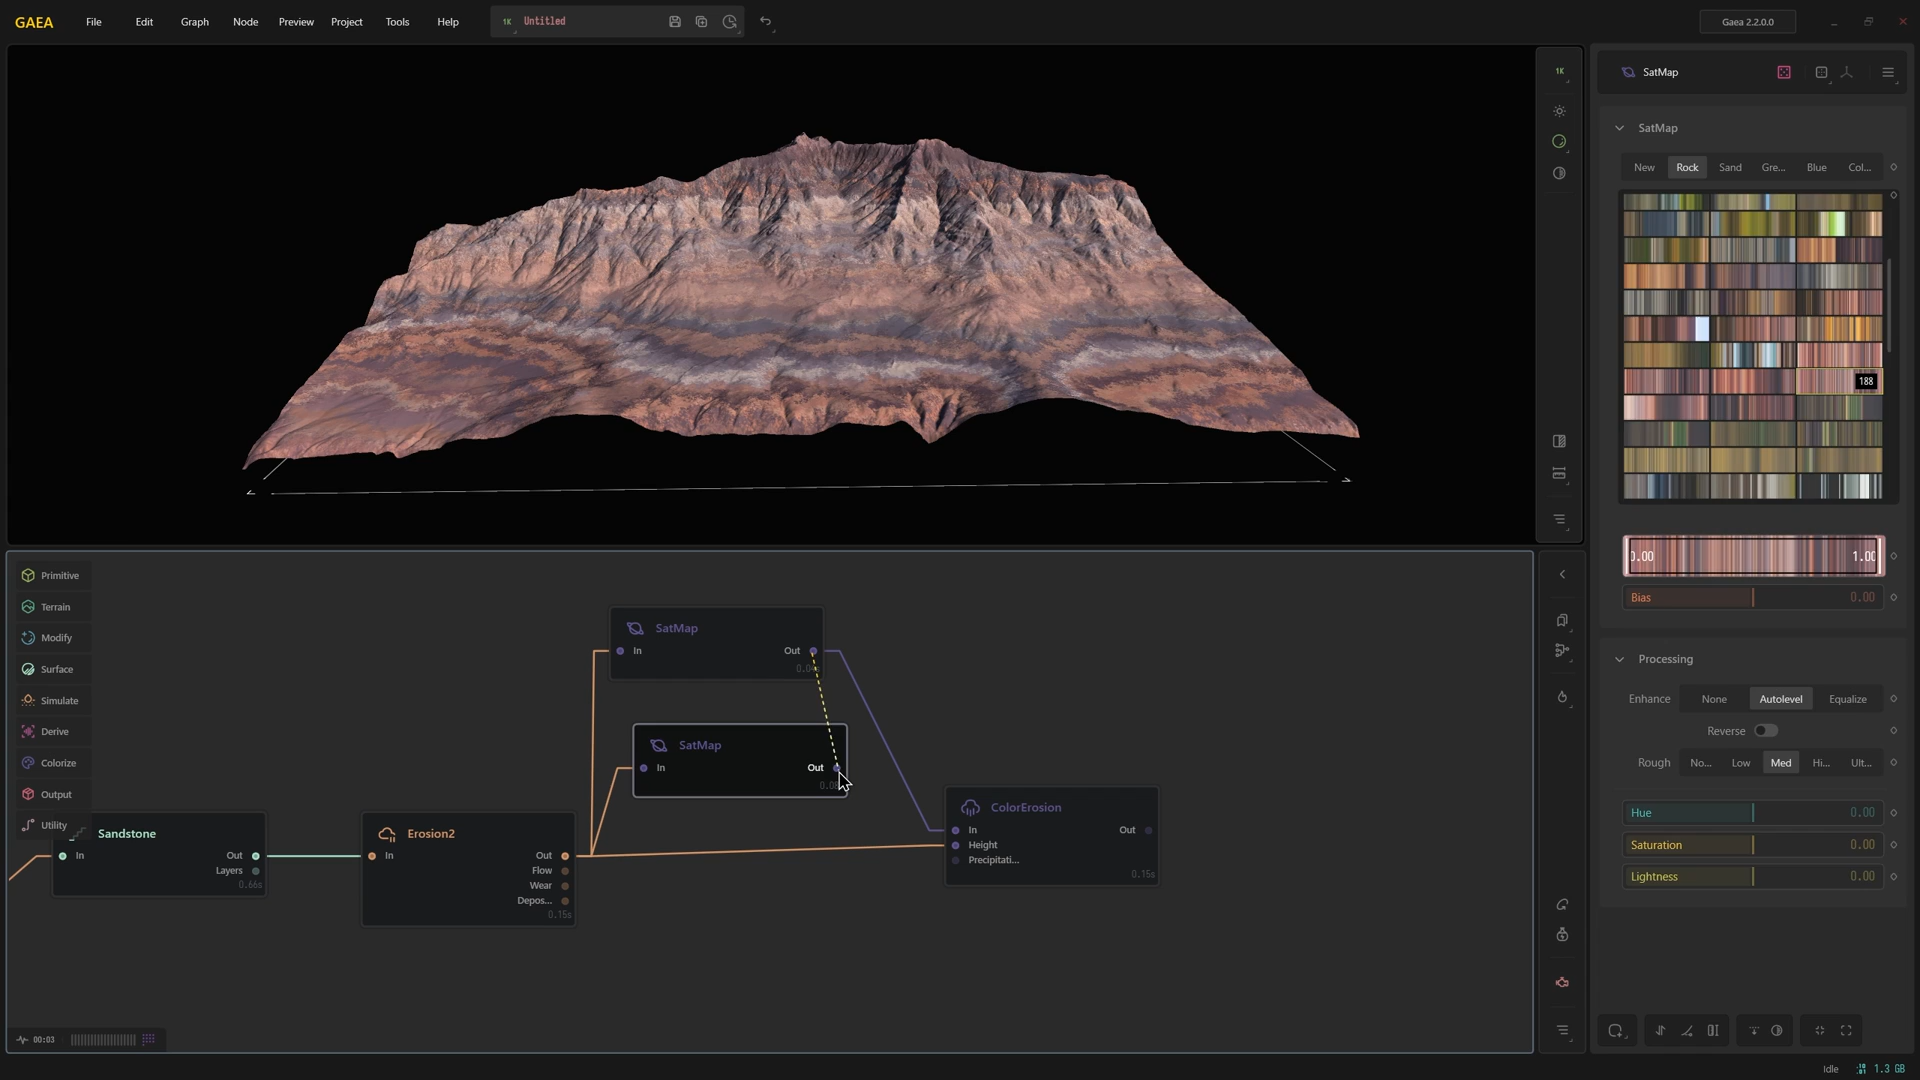 GAEA File Edit Graph Node Preview Project Tools Help 1K Untitled Gaea 2.2.0.0
1K
SatMap
SatMap
New Rock Sand Gre... Blue Col...
188
0.00 1.00
Bias 0.00
Processing
Enhance None Autolevel Equalize
Reverse
Rough No... Low Med Hi... Ult...
Hue 0.00
Saturation 0.00
Lightness 0.00
Primitive
Terrain
Modify
Surface
Simulate
Derive
Colorize
Output
Utility
SatMap
In Out
SatMap
In Out
Sandstone
In Out
Layers
0.66s
Erosion2
In Out
Flow
Wear
Depos...
0.15s
ColorErosion
In Out
Height
Precipitati...
0.15s
00:03
Idle 1.3 GB